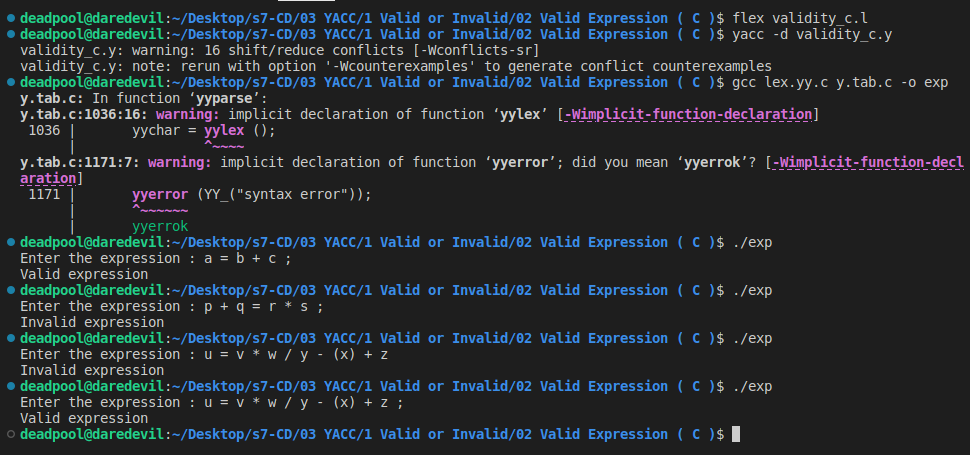 deadpool@daredevil:~/Desktop/s7-CD/03 YACC/1 Valid or Invalid/02 Valid Expression ( C )$ flex validity_c.l
deadpool@daredevil:~/Desktop/s7-CD/03 YACC/1 Valid or Invalid/02 Valid Expression ( C )$ yacc -d validity_c.y
validity_c.y: warning: 16 shift/reduce conflicts [-Wconflicts-sr]
validity_c.y: note: rerun with option '-Wcounterexamples' to generate conflict counterexamples
deadpool@daredevil:~/Desktop/s7-CD/03 YACC/1 Valid or Invalid/02 Valid Expression ( C )$ gcc lex.yy.c y.tab.c -o exp
y.tab.c: In function ‘yyparse’:
y.tab.c:1036:16: warning: implicit declaration of function ‘yylex’ [-Wimplicit-function-declaration]
1036 |       yychar = yylex ();
|                ^~~~~
y.tab.c:1171:7: warning: implicit declaration of function ‘yyerror’; did you mean ‘yyerrok’? [-Wimplicit-function-decl
aration]
1171 |       yyerror (YY_("syntax error"));
|       ^~~~~~~
|       yyerrok
deadpool@daredevil:~/Desktop/s7-CD/03 YACC/1 Valid or Invalid/02 Valid Expression ( C )$ ./exp
Enter the expression : a = b + c ;
Valid expression
deadpool@daredevil:~/Desktop/s7-CD/03 YACC/1 Valid or Invalid/02 Valid Expression ( C )$ ./exp
Enter the expression : p + q = r * s ;
Invalid expression
deadpool@daredevil:~/Desktop/s7-CD/03 YACC/1 Valid or Invalid/02 Valid Expression ( C )$ ./exp
Enter the expression : u = v * w / y - (x) + z
Invalid expression
deadpool@daredevil:~/Desktop/s7-CD/03 YACC/1 Valid or Invalid/02 Valid Expression ( C )$ ./exp
Enter the expression : u = v * w / y - (x) + z ;
Valid expression
deadpool@daredevil:~/Desktop/s7-CD/03 YACC/1 Valid or Invalid/02 Valid Expression ( C )$